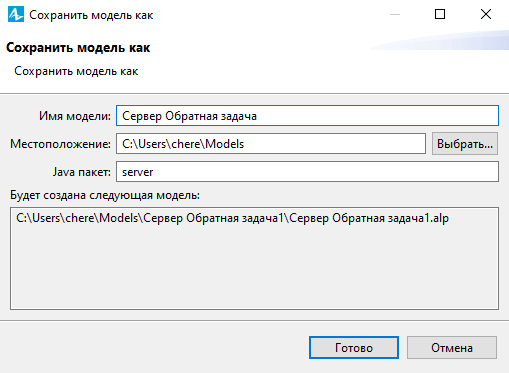 Сохранить модель как
Сохранить модель как
Сохранить модель как
Имя модели: Сервер Обратная задача
Местоположение: C:\Users\chere\Models Выбрать...
Java пакет: server
Будет создана следующая модель:
C:\Users\chere\Models\Сервер Обратная задача1\Сервер Обратная задача1.alp
Готово Отмена